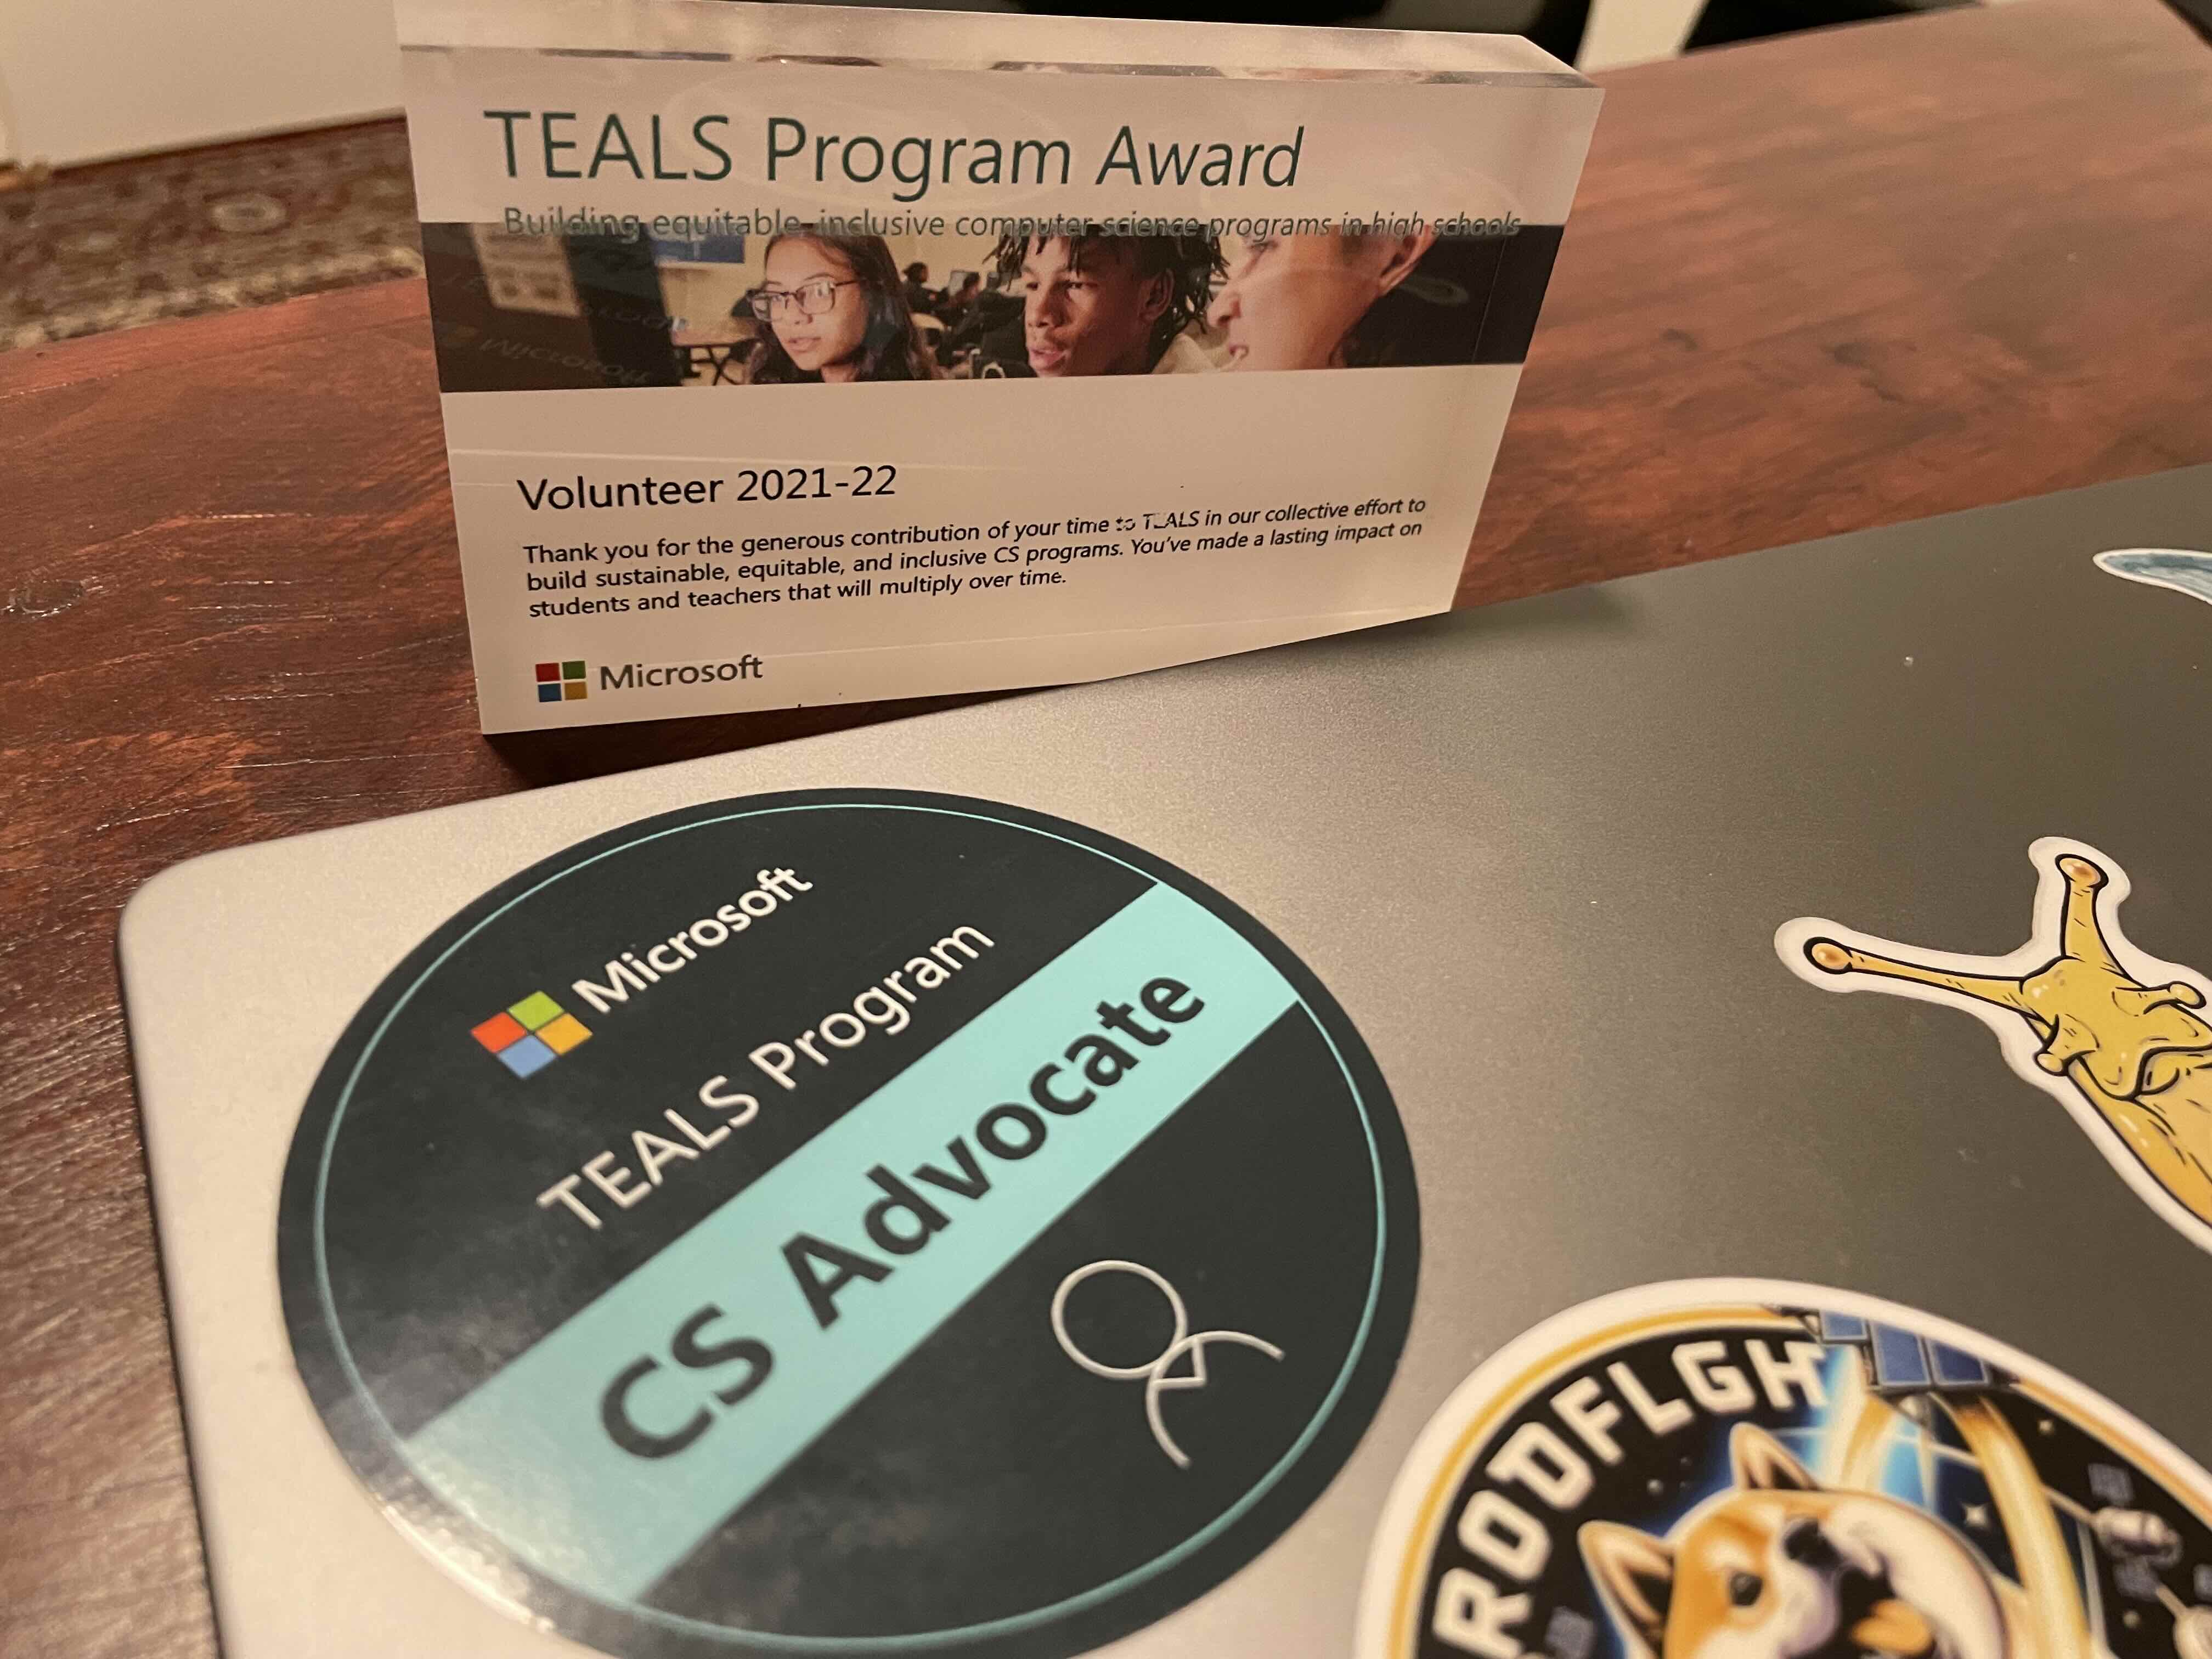 TEALS Program Award
Building equitable, inclusive computer science programs in high schools
Volunteer 2021-22
Thank you for the generous contribution of your time to TEALS in our collective effort to
build sustainable, equitable, and inclusive CS programs. You've made a lasting impact on
students and teachers that will multiply over time.
Microsoft
Microsoft
TEALS Program
CS Advocate
RODFLGH